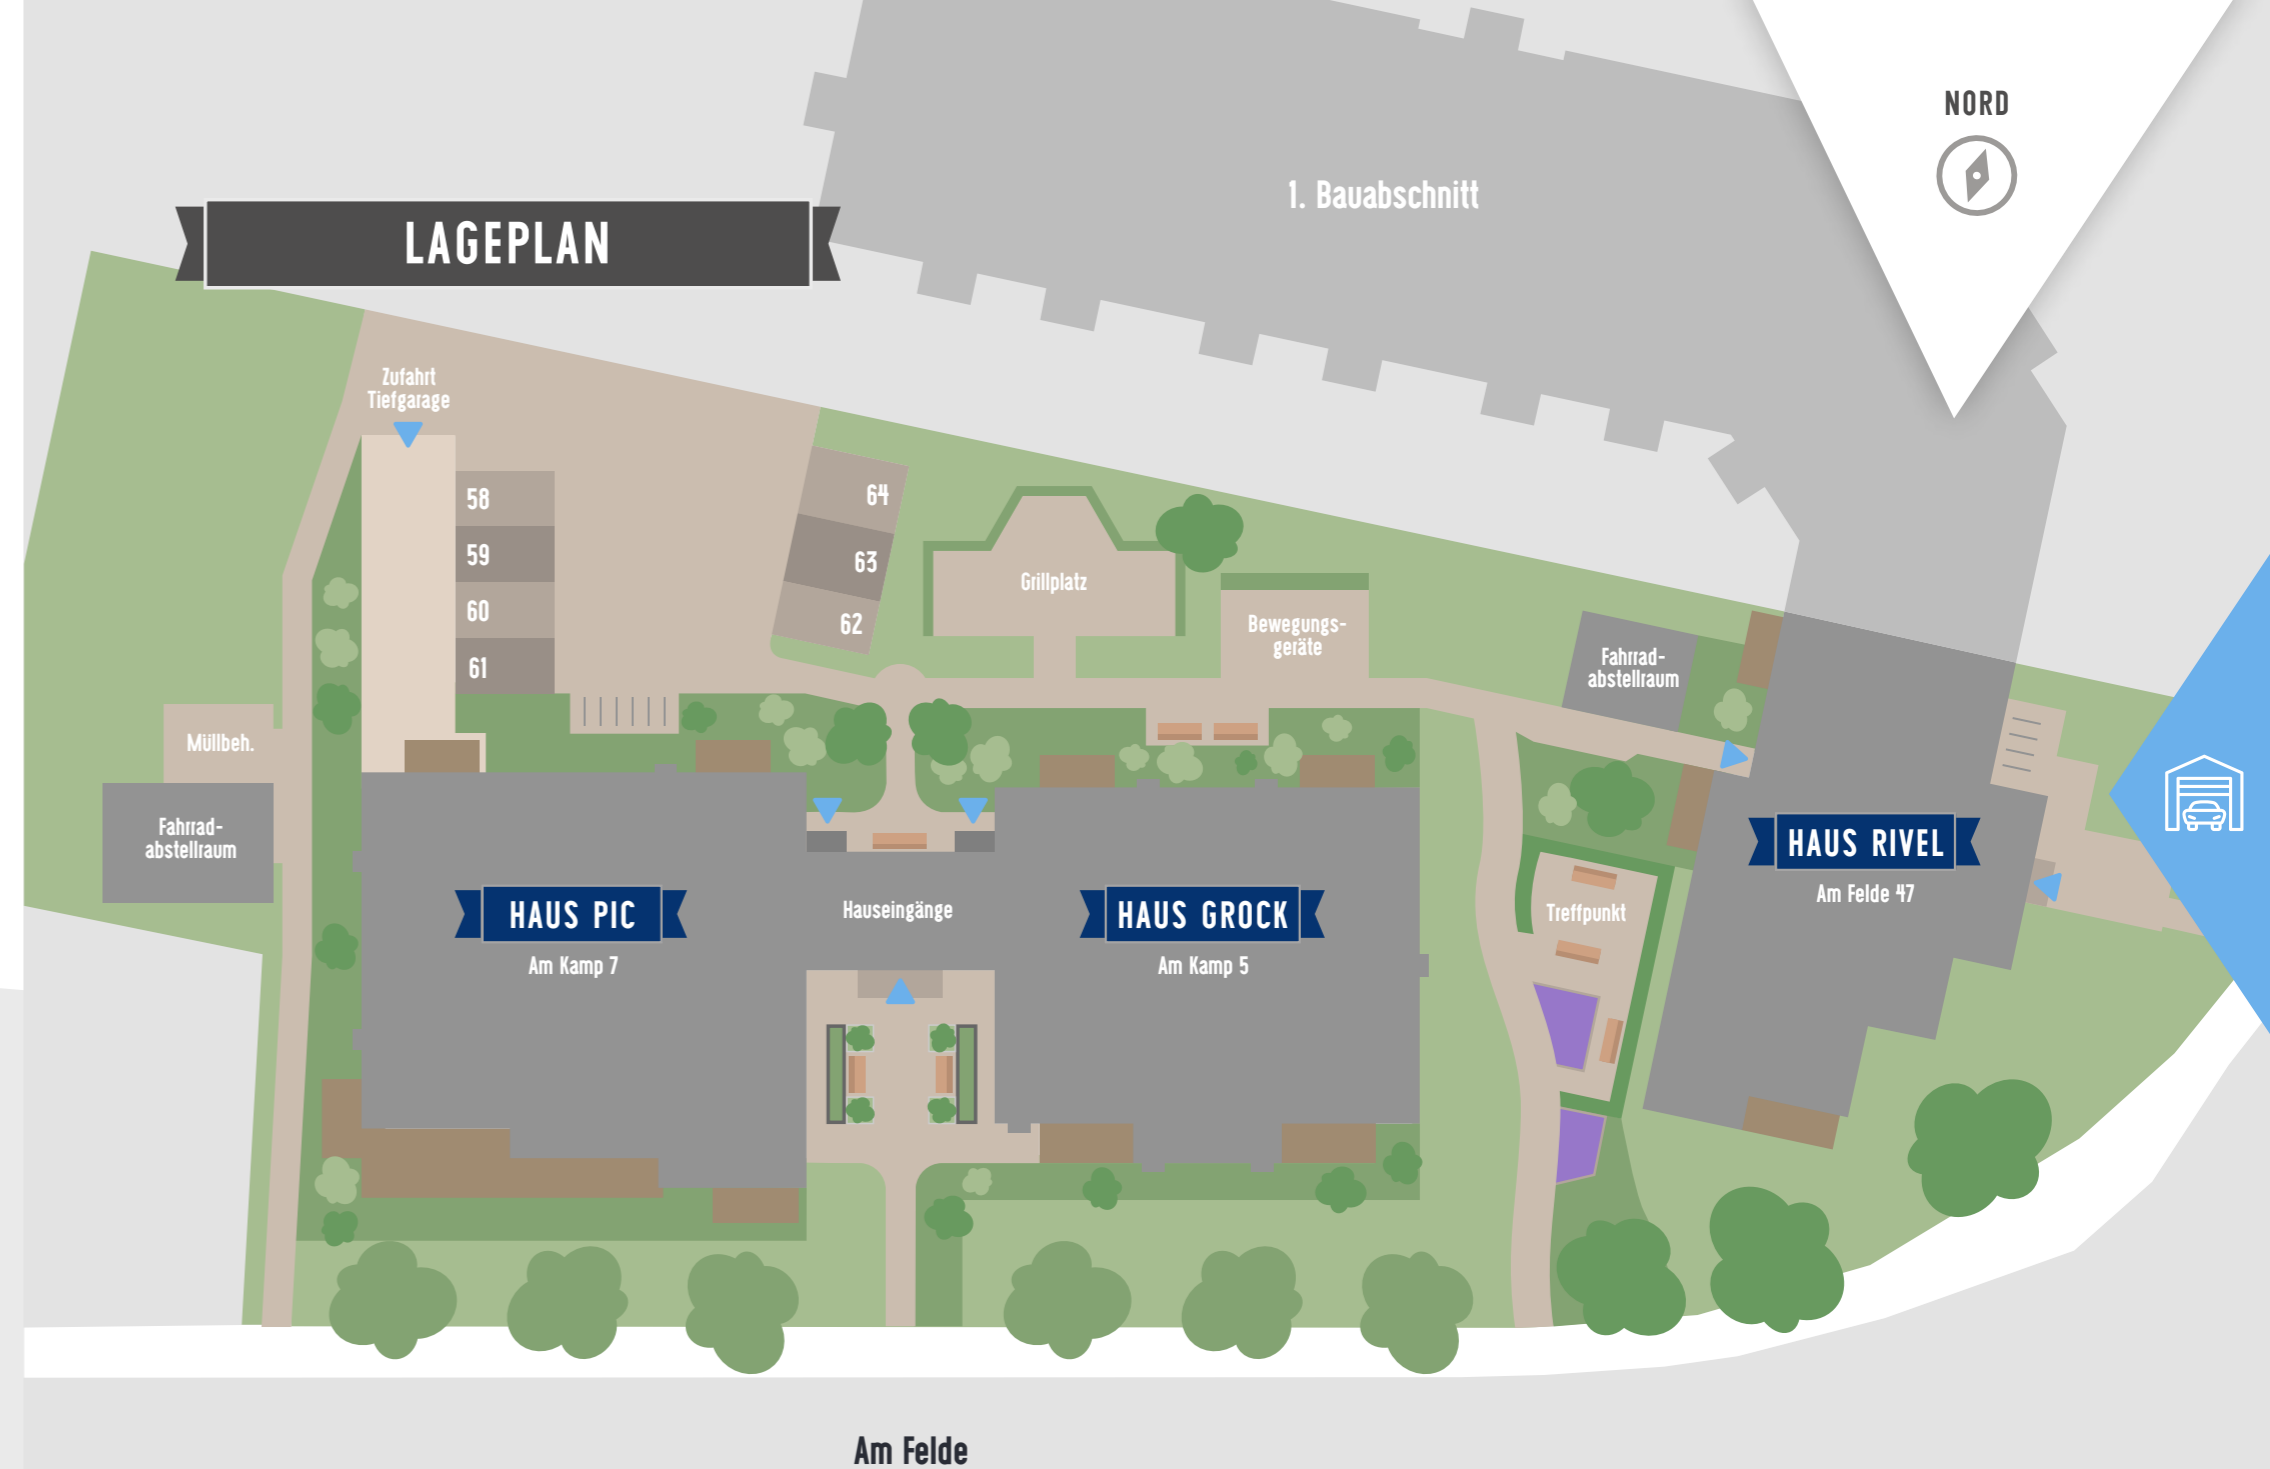 NORD
1. Bauabschnitt
LAGEPLAN
Zufahrt
Tiefgarage
58
59
60
61
64
63
62
Grillplatz
Bewegungs-
geräte
Fahrrad-
abstellraum
Müllbeh.
Fahrrad-
abstellraum
HAUS PIC
Am Kamp 7
Hauseingänge
HAUS GROCK
Am Kamp 5
Treffpunkt
HAUS RIVEL
Am Felde 47
Am Felde